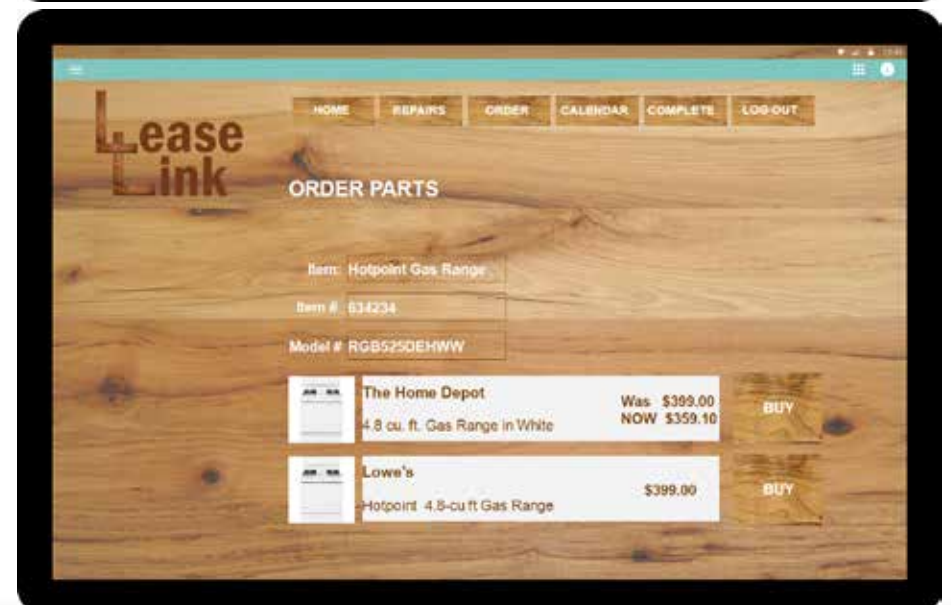 Lease
Link
HOME REPAIRS ORDER CALENDAR COMPLETE LOG OUT
ORDER PARTS
Item: Hotpoint Gas Range
Item # 634234
Model # RGB525DEHWW
The Home Depot
4.8 cu. ft. Gas Range in White
Was $399.00
NOW $359.10
BUY
Lowe's
Hotpoint 4.8-cu ft Gas Range
$399.00
BUY